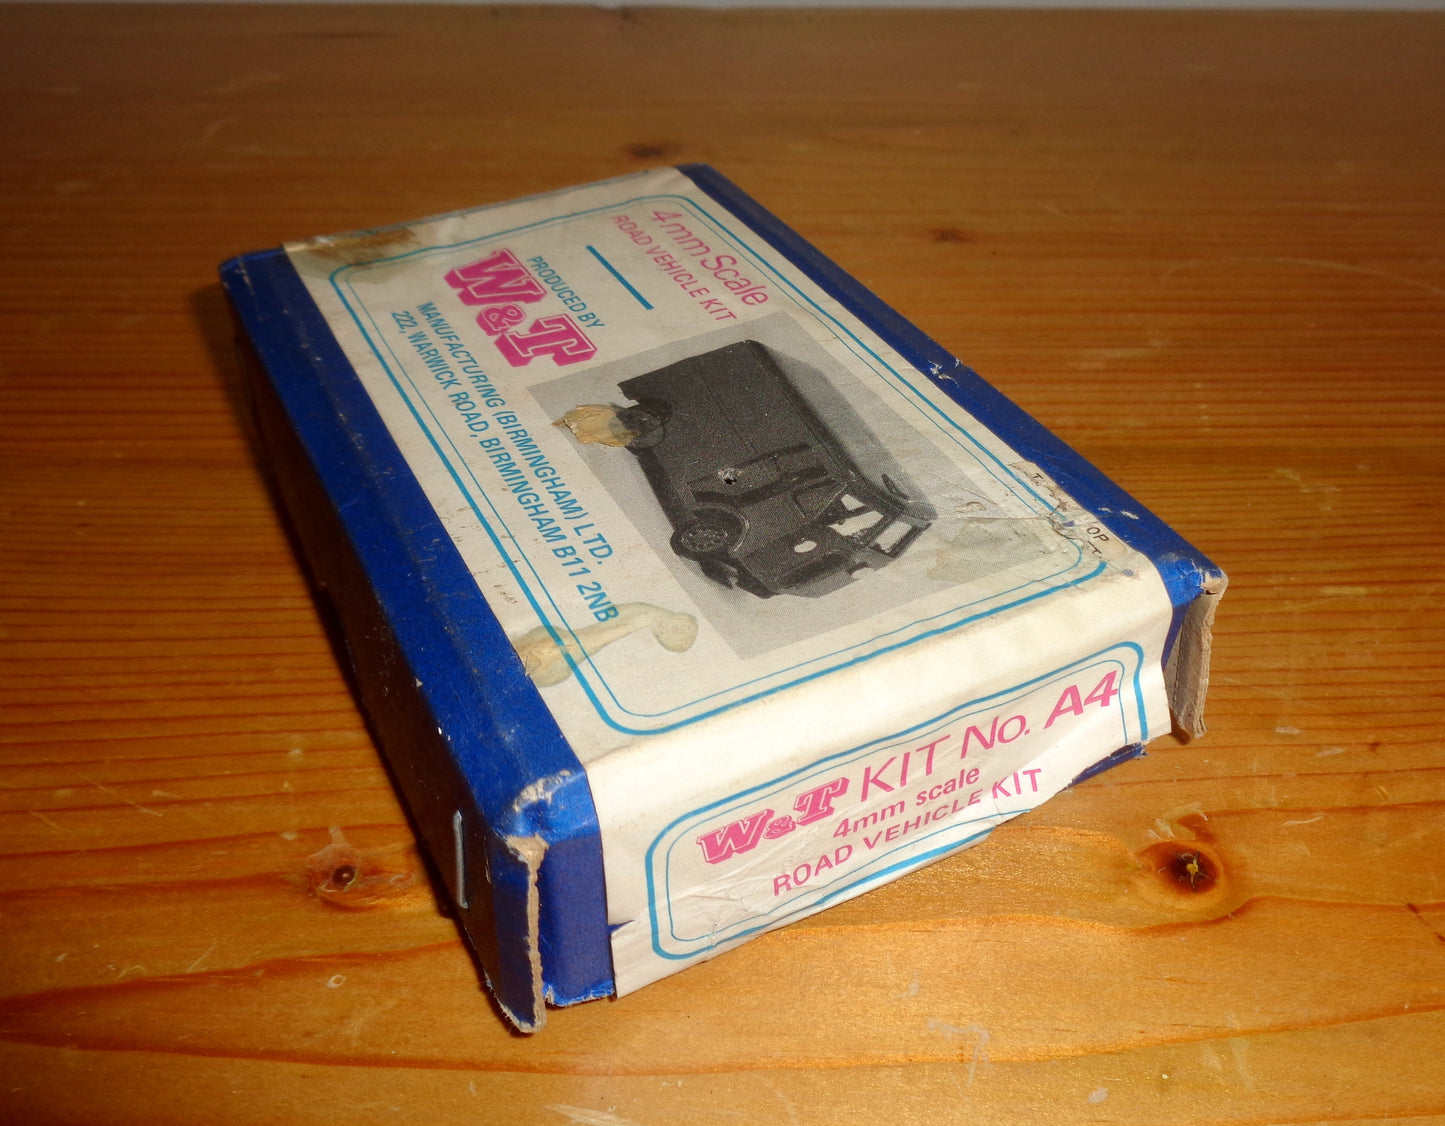 4mm Scale
ROAD VEHICLE KIT
PRODUCED BY
W&T
MANUFACTURING (BIRMINGHAM) LTD.
222, WARWICK ROAD, BIRMINGHAM B11 2NB
OP
W&T KIT No. A4
4mm scale
ROAD VEHICLE KIT